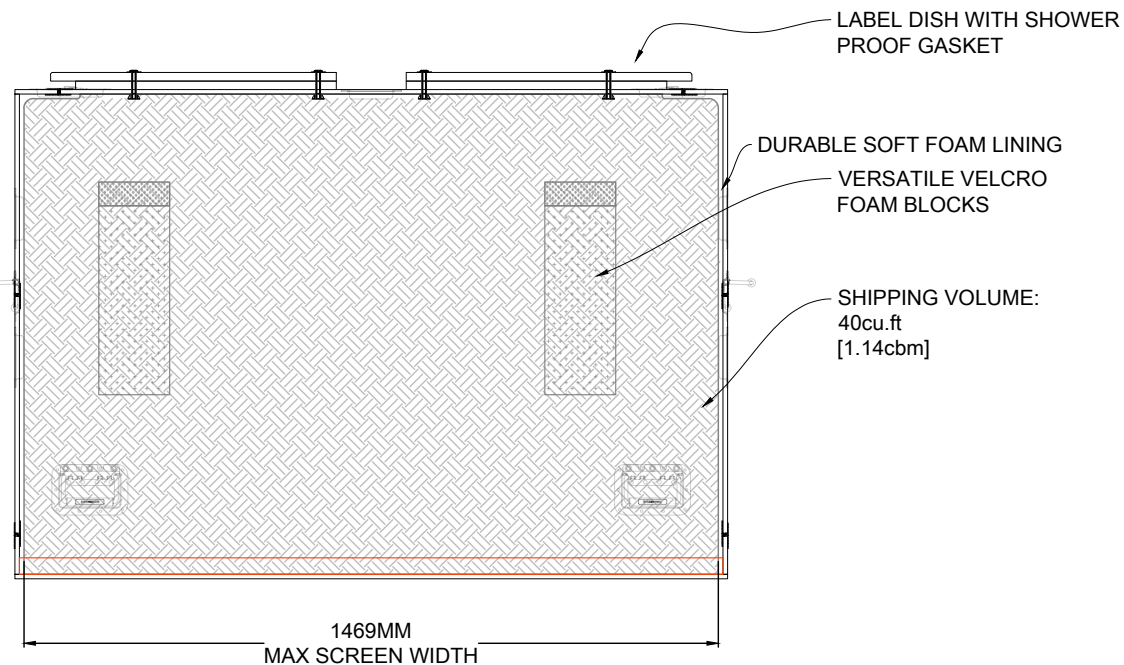 LABEL DISH WITH SHOWER
PROOF GASKET
DURABLE SOFT FOAM LINING
VERSATILE VELCRO
FOAM BLOCKS
SHIPPING VOLUME:
40cu.ft
[1.14cbm]
1469MM
MAX SCREEN WIDTH